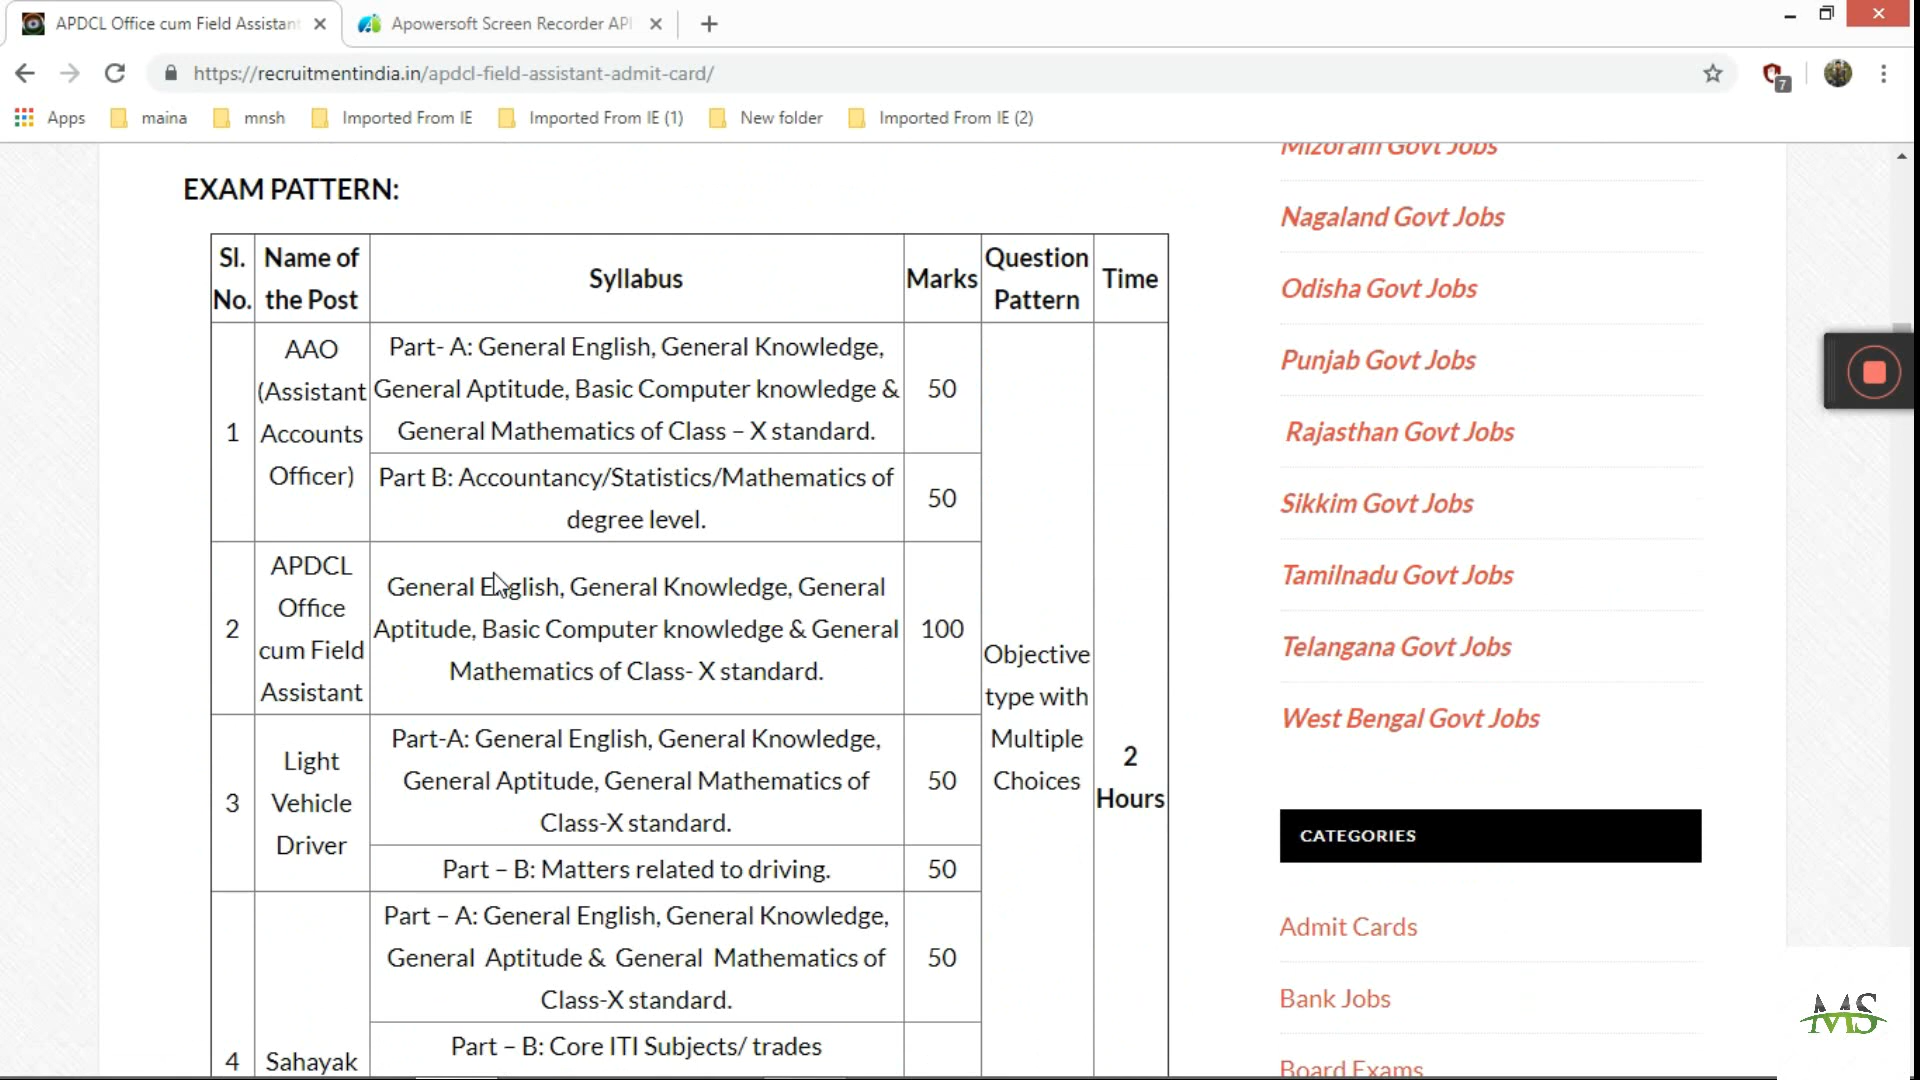 APDCL Office cum Field Assistant
Apowersoft Screen Recorder API
https://recruitmentindia.in/apdcl-field-assistant-admit-card/
7
Apps
maina
mnsh
Imported From IE
Imported From IE (1)
New folder
Imported From IE (2)
EXAM PATTERN:
Sl.
No.
Name of
the Post
Syllabus
Marks
Question
Pattern
Time
1
AAO
(Assistant
Accounts
Officer)
Part- A: General English, General Knowledge,
General Aptitude, Basic Computer knowledge &
General Mathematics of Class – X standard.
50
Part B: Accountancy/Statistics/Mathematics of
degree level.
50
2
APDCL
Office
cum Field
Assistant
General English, General Knowledge, General
Aptitude, Basic Computer knowledge & General
Mathematics of Class- X standard.
100
3
Light
Vehicle
Driver
Part-A: General English, General Knowledge,
General Aptitude, General Mathematics of
Class-X standard.
50
Part – B: Matters related to driving.
50
4
Sahayak
Part – A: General English, General Knowledge,
General Aptitude & General Mathematics of
Class-X standard.
50
Part – B: Core ITI Subjects/ trades
Objective
type with
Multiple
Choices
2
Hours
Mizoram Govt Jobs
Nagaland Govt Jobs
Odisha Govt Jobs
Punjab Govt Jobs
Rajasthan Govt Jobs
Sikkim Govt Jobs
Tamilnadu Govt Jobs
Telangana Govt Jobs
West Bengal Govt Jobs
CATEGORIES
Admit Cards
Bank Jobs
Board Exams
MS